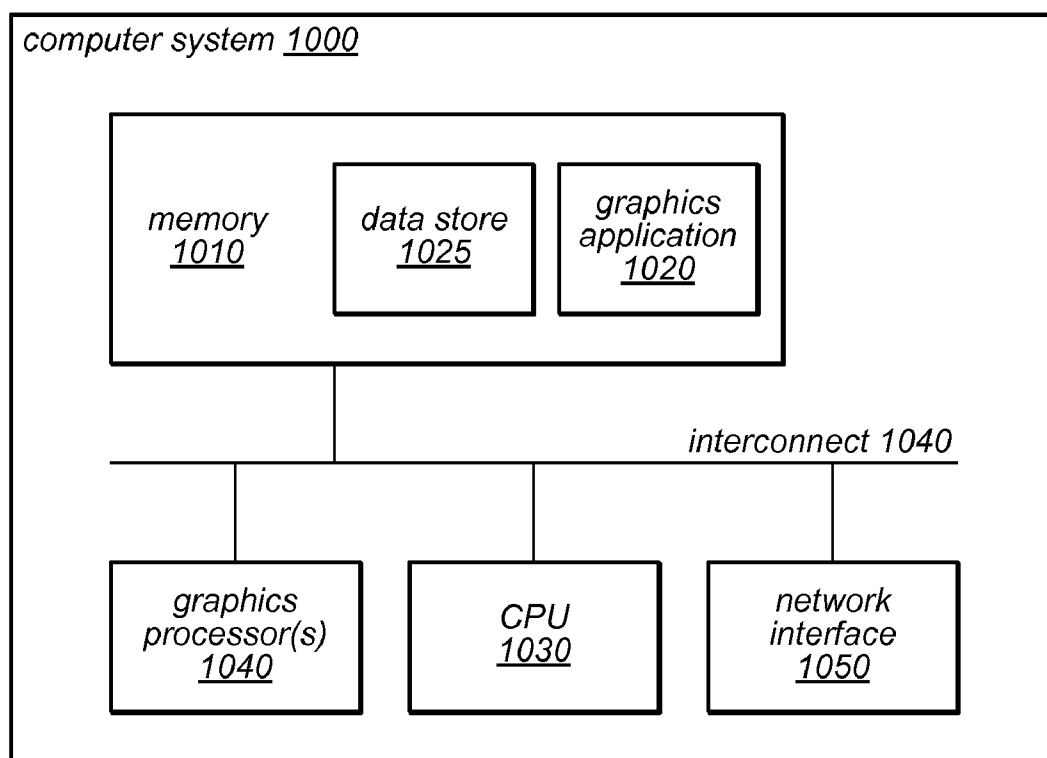 computer system 1000
memory
1010
data store
1025
graphics
application
1020
interconnect 1040
graphics
processor(s)
1040
CPU
1030
network
interface
1050